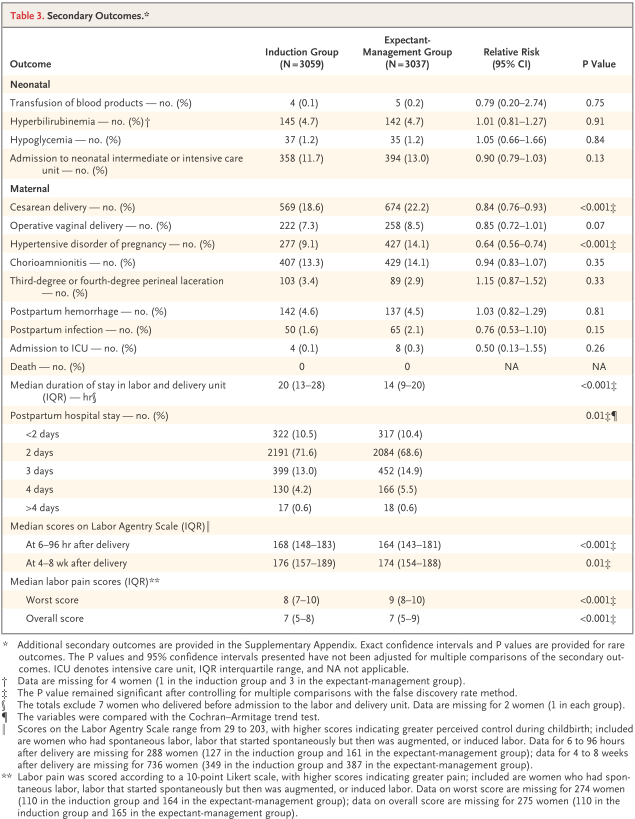 Table 3. Secondary Outcomes.*
Outcome Induction Group (N=3059) Expectant-Management Group (N=3037) Relative Risk (95% CI) P Value
Neonatal
Transfusion of blood products — no. (%) 4 (0.1) 5 (0.2) 0.79 (0.20–2.74) 0.75
Hyperbilirubinemia — no. (%)† 145 (4.7) 142 (4.7) 1.01 (0.81–1.27) 0.91
Hypoglycemia — no. (%) 37 (1.2) 35 (1.2) 1.05 (0.66–1.66) 0.84
Admission to neonatal intermediate or intensive care 358 (11.7) 394 (13.0) 0.90 (0.79–1.03) 0.13
unit — no. (%)
Maternal
Cesarean delivery — no. (%) 569 (18.6) 674 (22.2) 0.84 (0.76–0.93) <0.001‡
Operative vaginal delivery — no. (%) 222 (7.3) 258 (8.5) 0.85 (0.72–1.01) 0.07
Hypertensive disorder of pregnancy — no. (%) 277 (9.1) 427 (14.1) 0.64 (0.56–0.74) <0.001‡
Chorioamnionitis — no. (%) 407 (13.3) 429 (14.1) 0.94 (0.83–1.07) 0.35
Third-degree or fourth-degree perineal laceration 103 (3.4) 89 (2.9) 1.15 (0.87–1.52) 0.33
— no. (%)
Postpartum hemorrhage — no. (%) 142 (4.6) 137 (4.5) 1.03 (0.82–1.29) 0.81
Postpartum infection — no. (%) 50 (1.6) 65 (2.1) 0.76 (0.53–1.10) 0.15
Admission to ICU — no. (%) 4 (0.1) 8 (0.3) 0.50 (0.13–1.55) 0.26
Death — no. (%) 0 0 NA NA
Median duration of stay in labor and delivery unit 20 (13–28) 14 (9–20) <0.001‡
(IQR) — hr§
Postpartum hospital stay — no. (%) 0.01‡¶
<2 days 322 (10.5) 317 (10.4)
2 days 2191 (71.6) 2084 (68.6)
3 days 399 (13.0) 452 (14.9)
4 days 130 (4.2) 166 (5.5)
>4 days 17 (0.6) 18 (0.6)
Median scores on Labor Agentry Scale (IQR)‖
At 6–96 hr after delivery 168 (148–183) 164 (143–181) <0.001‡
At 4–8 wk after delivery 176 (157–189) 174 (154–188) 0.01‡
Median labor pain scores (IQR)**
Worst score 8 (7–10) 9 (8–10) <0.001‡
Overall score 7 (5–8) 7 (5–9) <0.001‡
* Additional secondary outcomes are provided in the Supplementary Appendix. Exact confidence intervals and P values are provided for rare
outcomes. The P values and 95% confidence intervals presented have not been adjusted for multiple comparisons of the secondary out-
comes. ICU denotes intensive care unit, IQR interquartile range, and NA not applicable.
† Data are missing for 4 women (1 in the induction group and 3 in the expectant-management group).
‡ The P value remained significant after controlling for multiple comparisons with the false discovery rate method.
§ The totals exclude 7 women who delivered before admission to the labor and delivery unit. Data are missing for 2 women (1 in each group).
¶ The variables were compared with the Cochran–Armitage trend test.
‖ Scores on the Labor Agentry Scale range from 29 to 203, with higher scores indicating greater perceived control during childbirth; included
are women who had spontaneous labor, labor that started spontaneously but then was augmented, or induced labor. Data for 6 to 96 hours
after delivery are missing for 288 women (127 in the induction group and 161 in the expectant-management group); data for 4 to 8 weeks
after delivery are missing for 736 women (349 in the induction group and 387 in the expectant-management group).
** Labor pain was scored according to a 10-point Likert scale, with higher scores indicating greater pain; included are women who had spon-
taneous labor, labor that started spontaneously but then was augmented, or induced labor. Data on worst score are missing for 274 women
(110 in the induction group and 164 in the expectant-management group); data on overall score are missing for 275 women (110 in the
induction group and 165 in the expectant-management group).